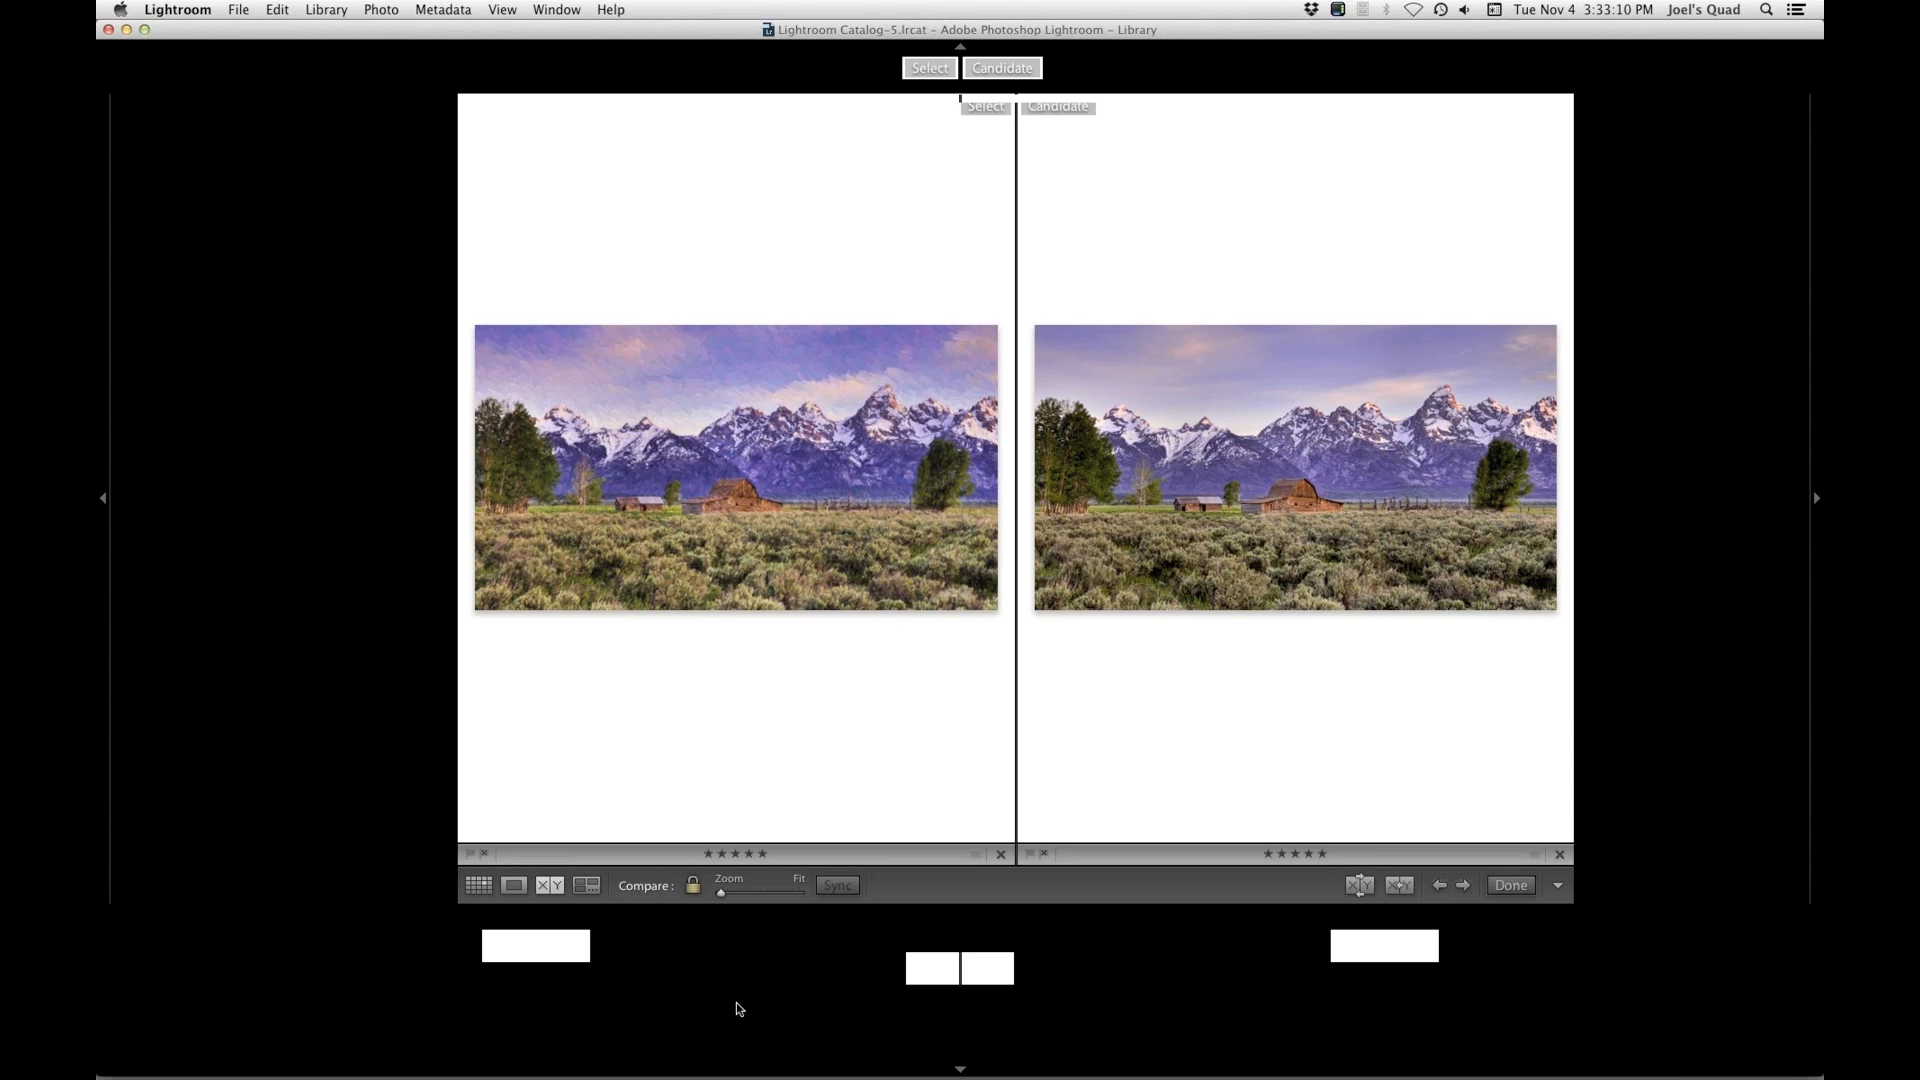 Lightroom File Edit Library Photo Metadata View Window Help Tue Nov 4 3:33:10 PM Joel's Quad
Lightroom Catalog-5.lrcat – Adobe Photoshop Lightroom – Library
Select Candidate
Select Candidate
X Y Compare : Zoom Fit Sync X Y X Y Done